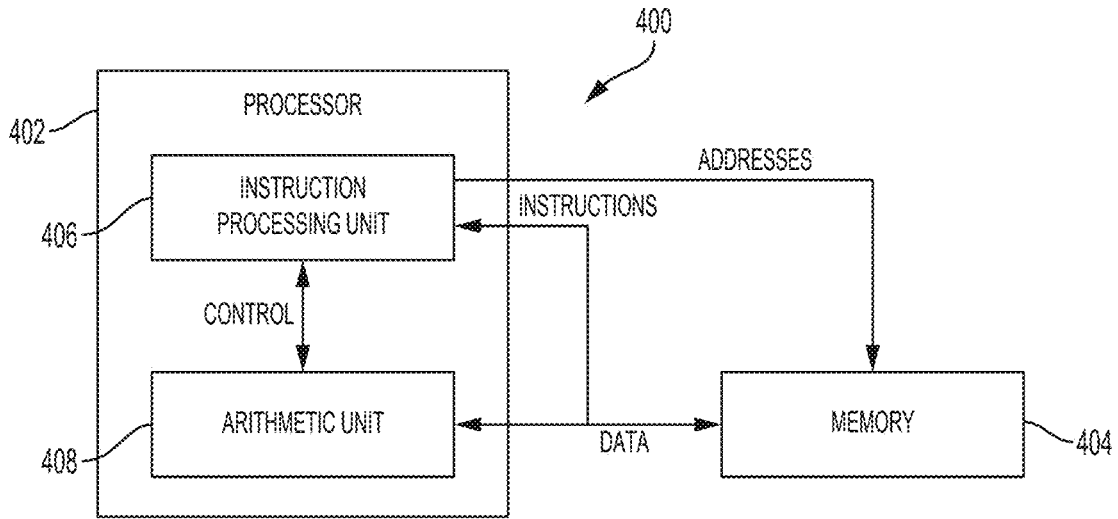 400
PROCESSOR
402
ADDRESSES
INSTRUCTION
PROCESSING UNIT
INSTRUCTIONS
406
CONTROL
ARITHMETIC UNIT
MEMORY
DATA
408
404